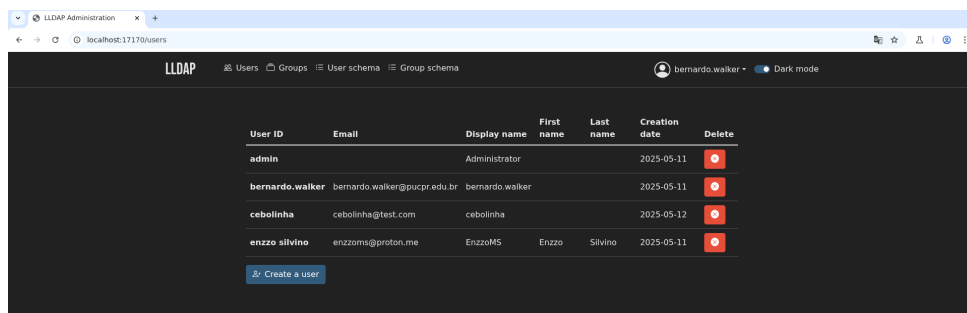 LLDAP Administration
localhost:17170/users
LLDAP Users Groups User schema Group schema bernardo.walker Dark mode
User ID Email Display name First name Last name Creation date Delete
admin Administrator 2025-05-11
bernardo.walker bernardo.walker@pucpr.edu.br bernardo.walker 2025-05-11
cebolinha cebolinha@test.com cebolinha 2025-05-12
enzzo silvino enzzoms@proton.me EnzzoMS Enzzo Silvino 2025-05-11
Create a user